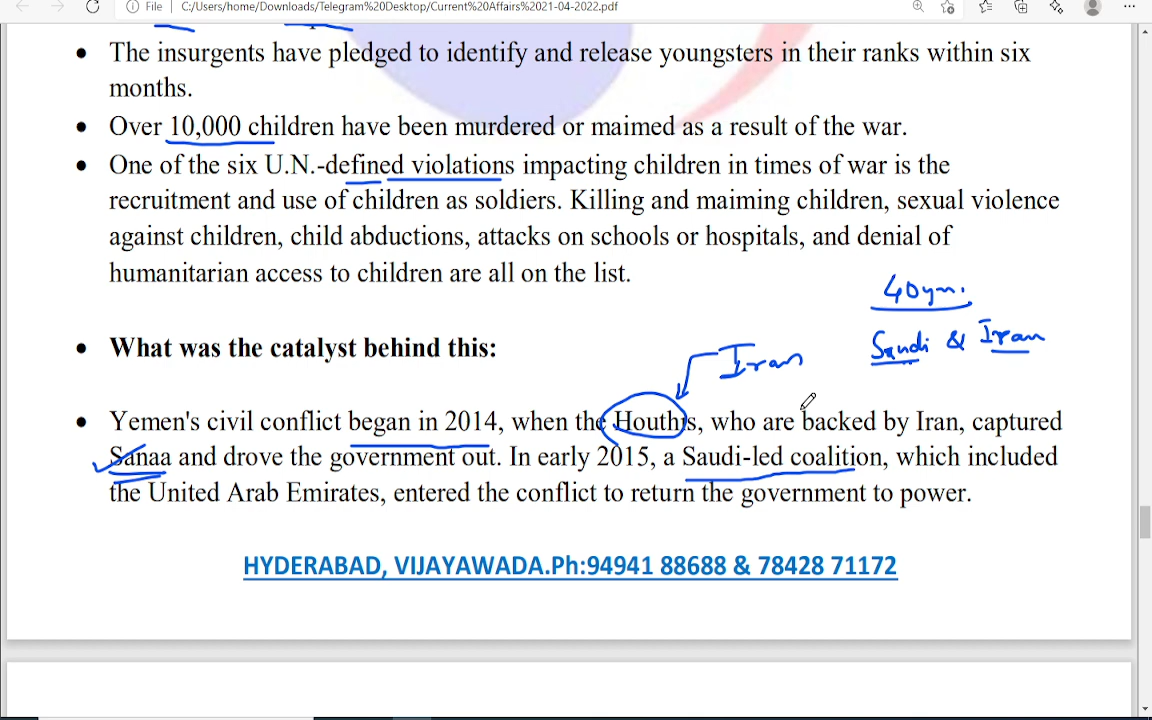 File
C:/Users/home/Downloads/Telegram%20Desktop/Current%20Affairs%2021-04-2022.pdf
• The insurgents have pledged to identify and release youngsters in their ranks within six
months.
• Over 10,000 children have been murdered or maimed as a result of the war.
• One of the six U.N.-defined violations impacting children in times of war is the
recruitment and use of children as soldiers. Killing and maiming children, sexual violence
against children, child abductions, attacks on schools or hospitals, and denial of
humanitarian access to children are all on the list.
Saudi & Iran
• What was the catalyst behind this:
Iran
• Yemen's civil conflict began in 2014, when the Houthis, who are backed by Iran, captured
Sanaa and drove the government out. In early 2015, a Saudi-led coalition, which included
the United Arab Emirates, entered the conflict to return the government to power.
HYDERABAD, VIJAYAWADA.Ph:94941 88688 & 78428 71172